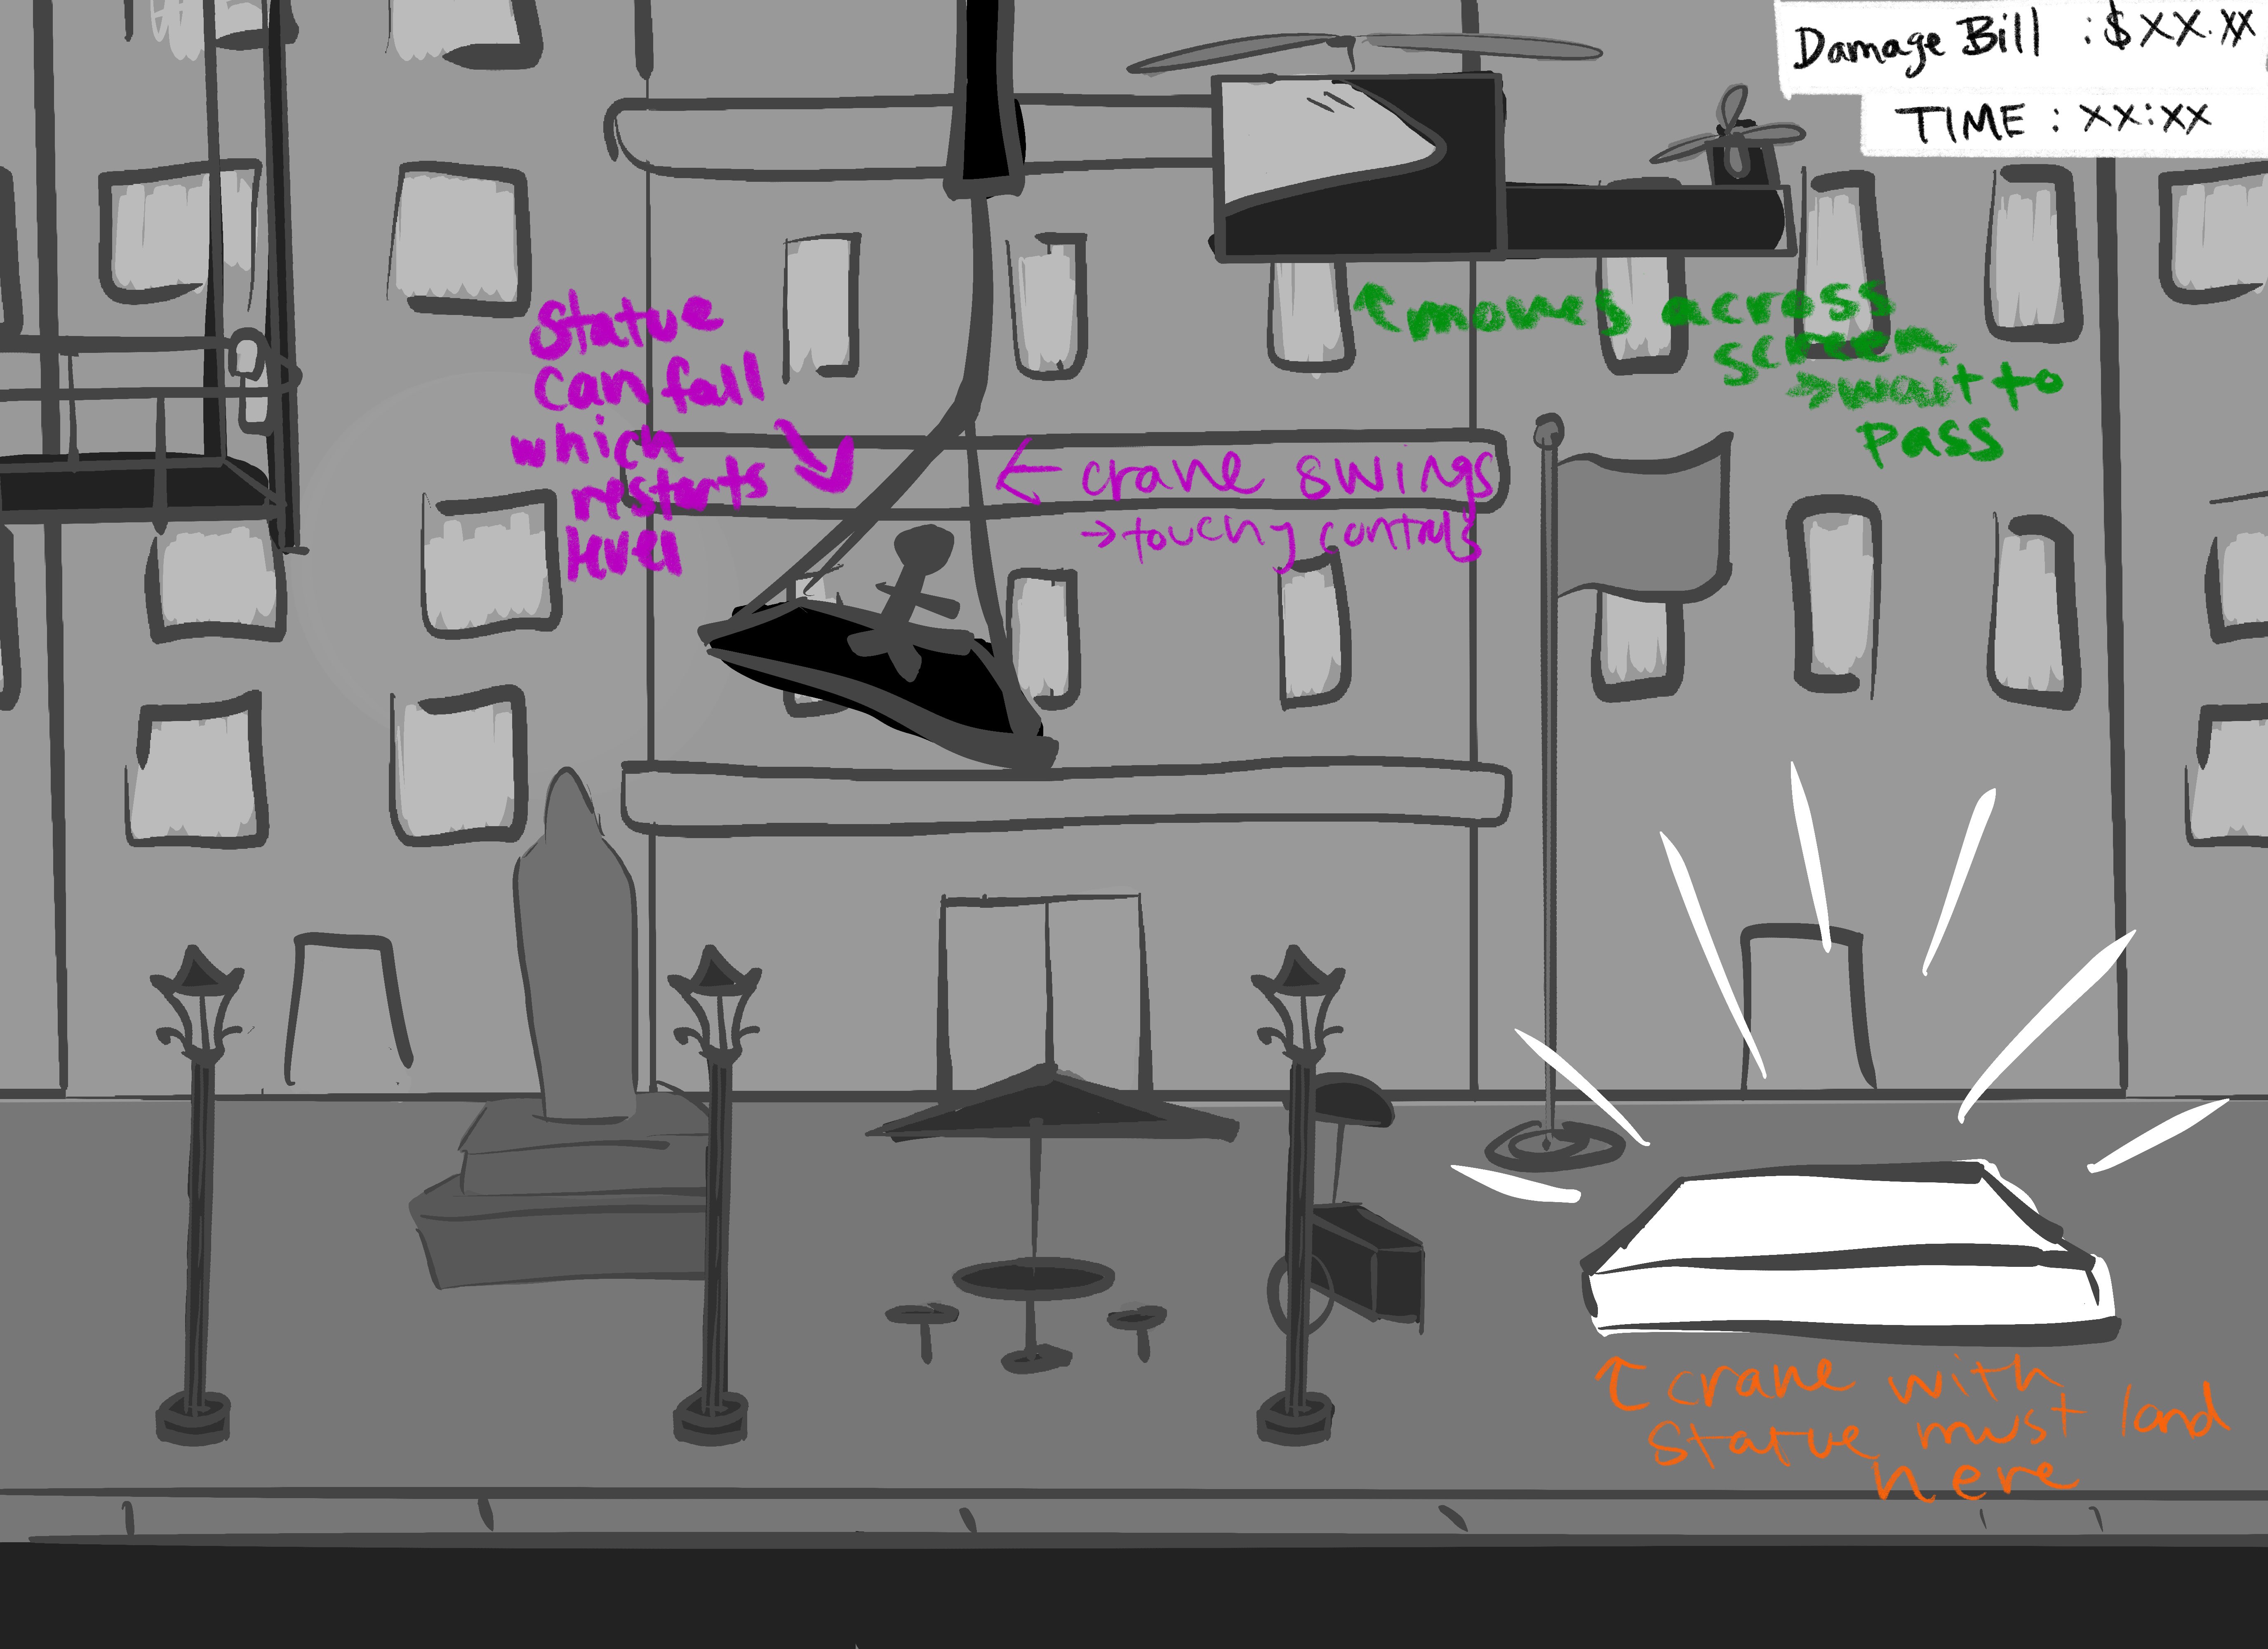 Damage Bill : $XX.XX
TIME : XX:XX
Statue
can fall
which
restarts
level
← crane swings
→ touchy controls
↑ moves across
screen
→ wait to
pass
↑ crane with
statue must land
here